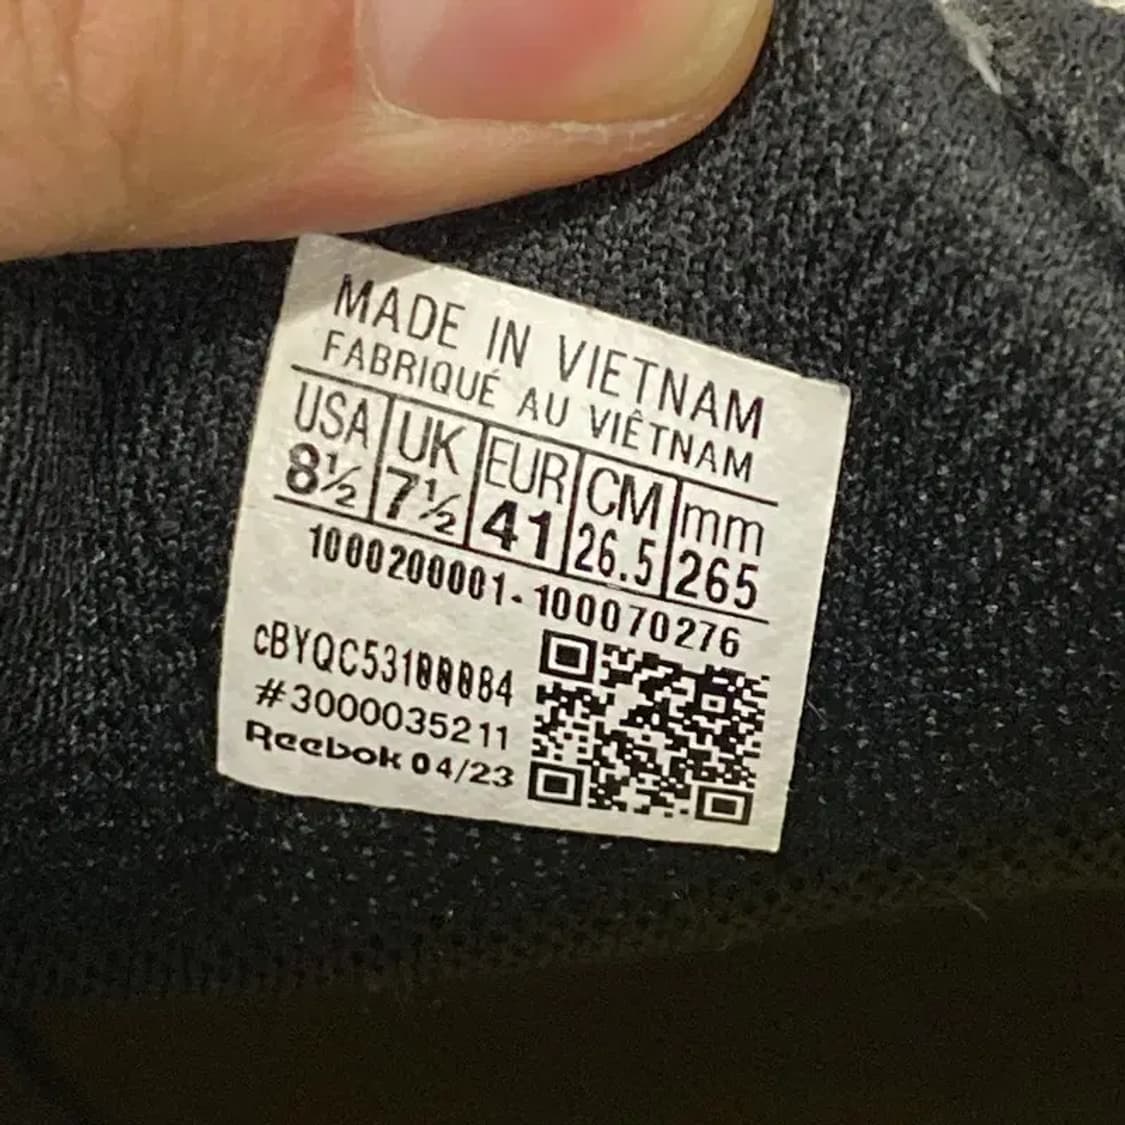 MADE IN VIETNAM
FABRIQUÉ AU VIÊTNAM
USA UK EUR CM mm
8½ 7½ 41 26.5 265
1000200001-100070276
cBYQC53100084
#3000035211
Reebok 04/23